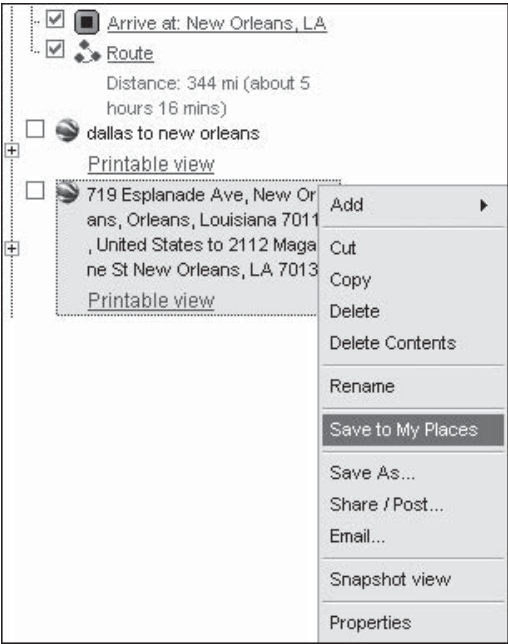 Arrive at: New Orleans, LA
Route
Distance: 344 mi (about 5
hours 16 mins)
dallas to new orleans
Printable view
719 Esplanade Ave, New Or
ans, Orleans, Louisiana 7011
, United States to 2112 Maga
ne St New Orleans, LA 7013
Printable view
Add
Cut
Copy
Delete
Delete Contents
Rename
Save to My Places
Save As...
Share / Post...
Email...
Snapshot view
Properties